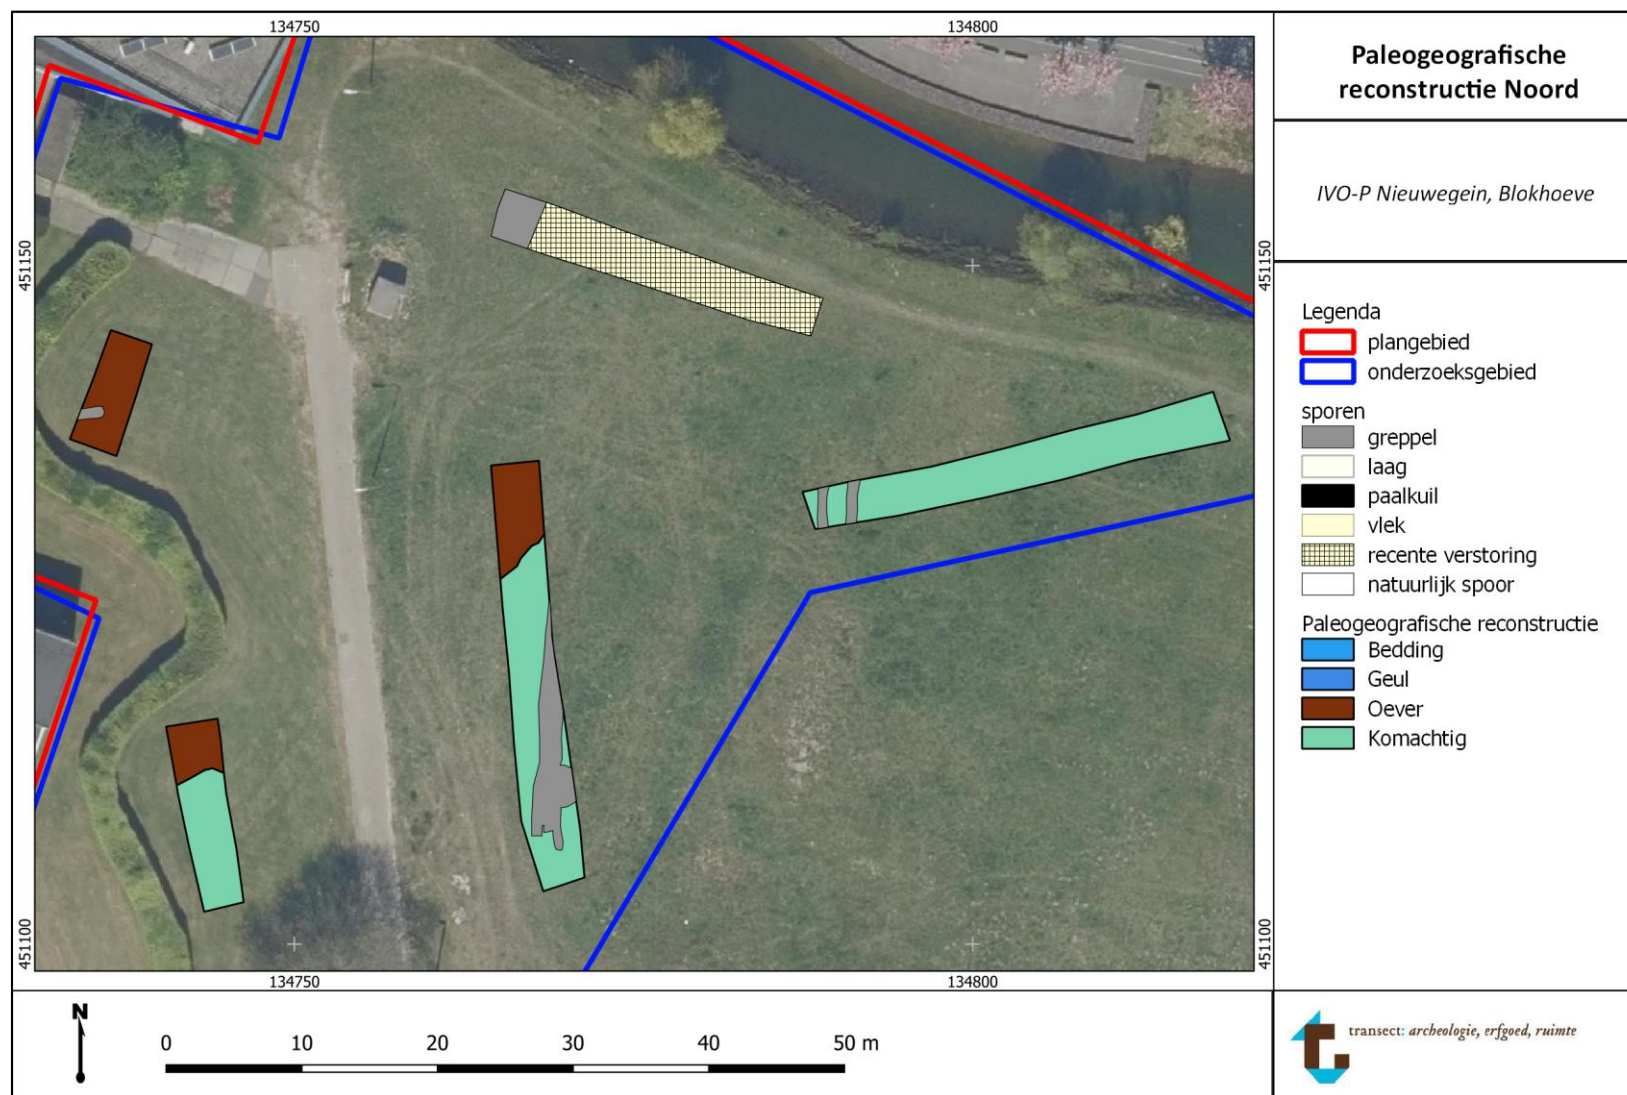 134750
134800
451150
451150
451100
451100
134750
134800
Paleogeografische
reconstructie Noord
IVO-P Nieuwegein, Blokhoeve
Legenda
plangebied
onderzoeksgebied
sporen
greppel
laag
paalkuil
vlek
recente verstoring
natuurlijk spoor
Paleogeografische reconstructie
Bedding
Geul
Oever
Komachtig
N
0 10 20 30 40 50 m
transect: archeologie, erfgoed, ruimte